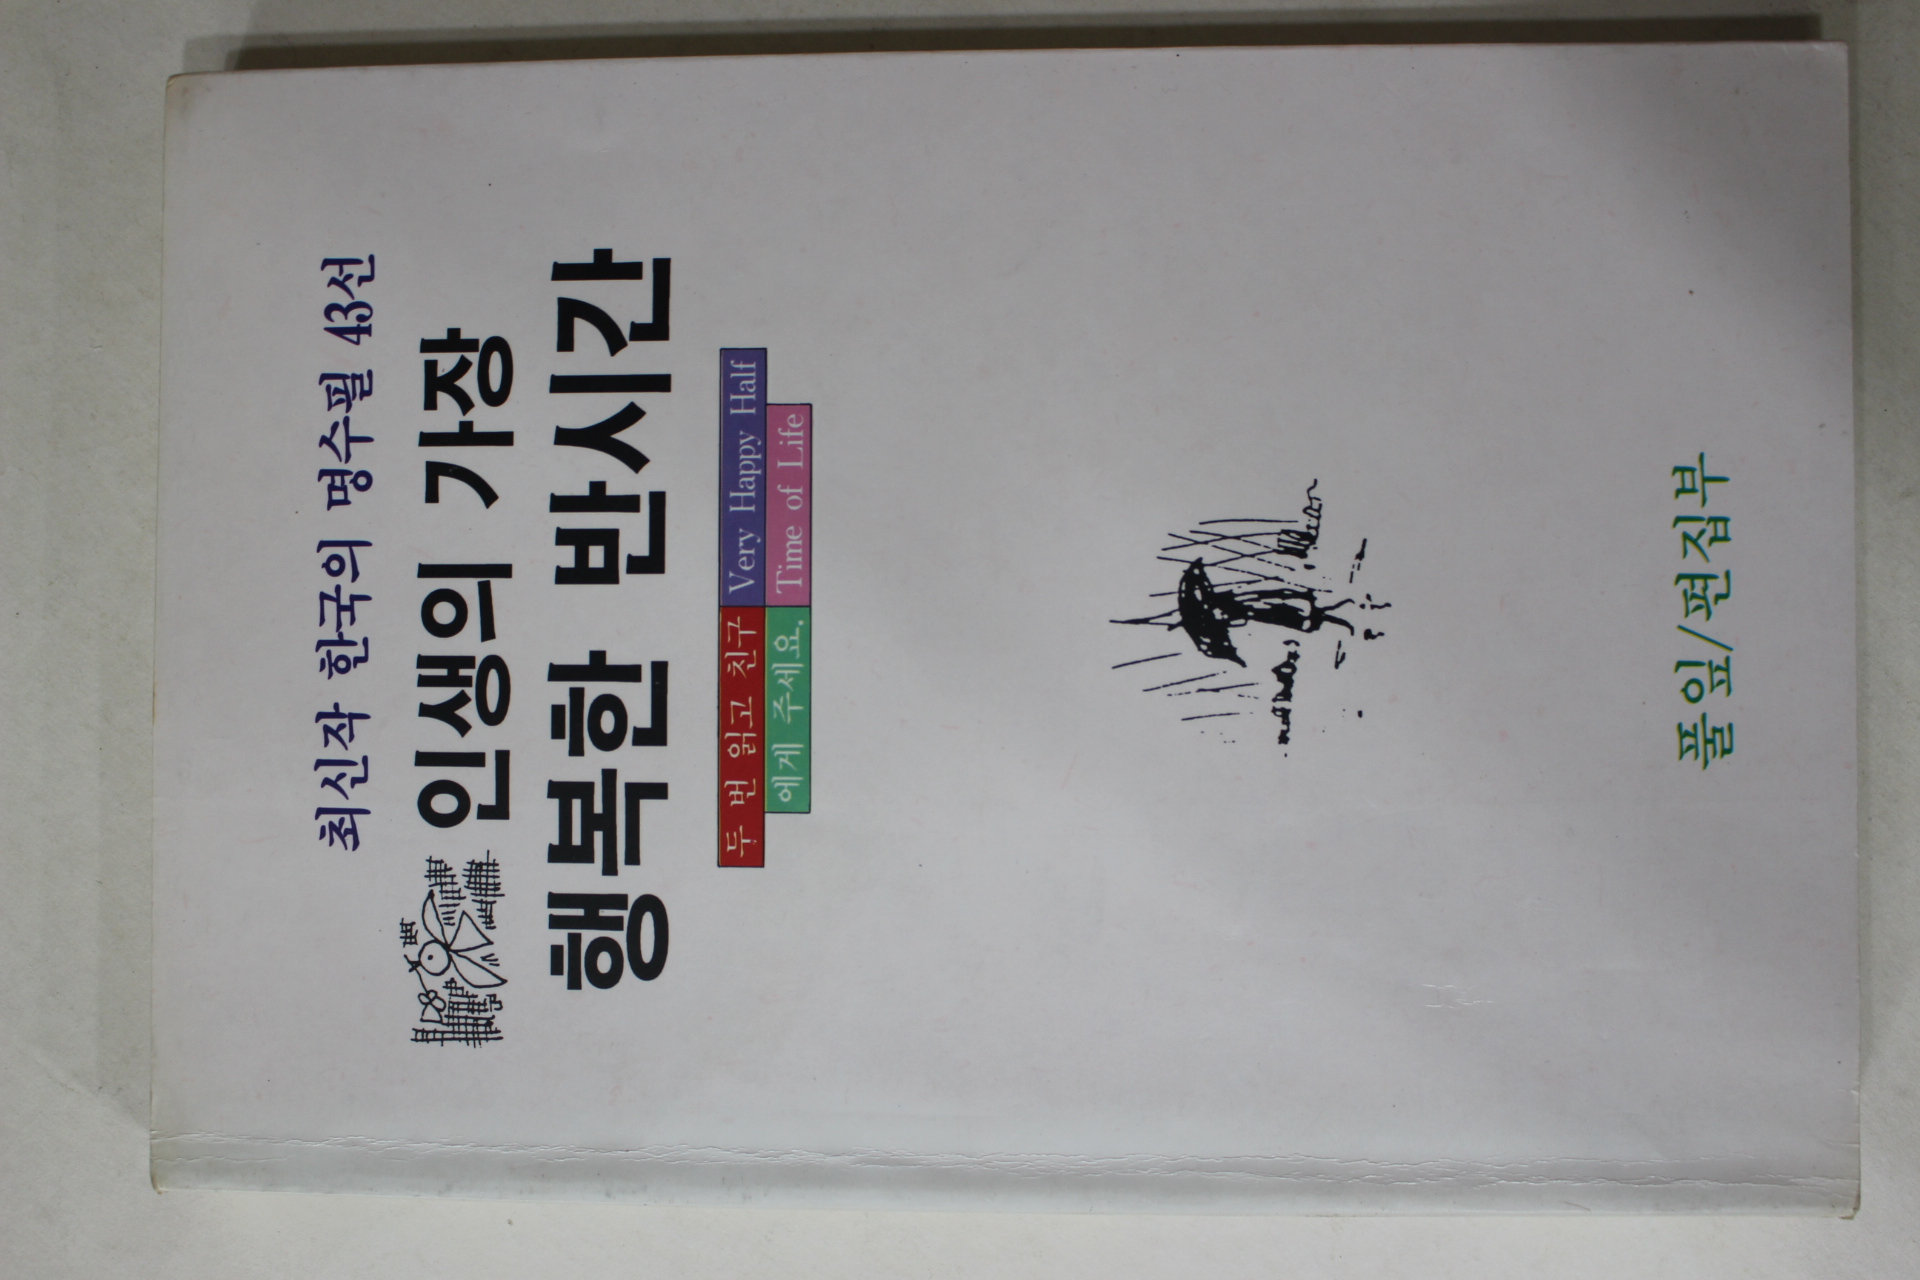 최신작 한국의 명수필 43선
인생의 가장
행복한 반시간
두 번 읽고 친구 Very Happy Half
에게 주세요. Time of Life
풀잎/편집부